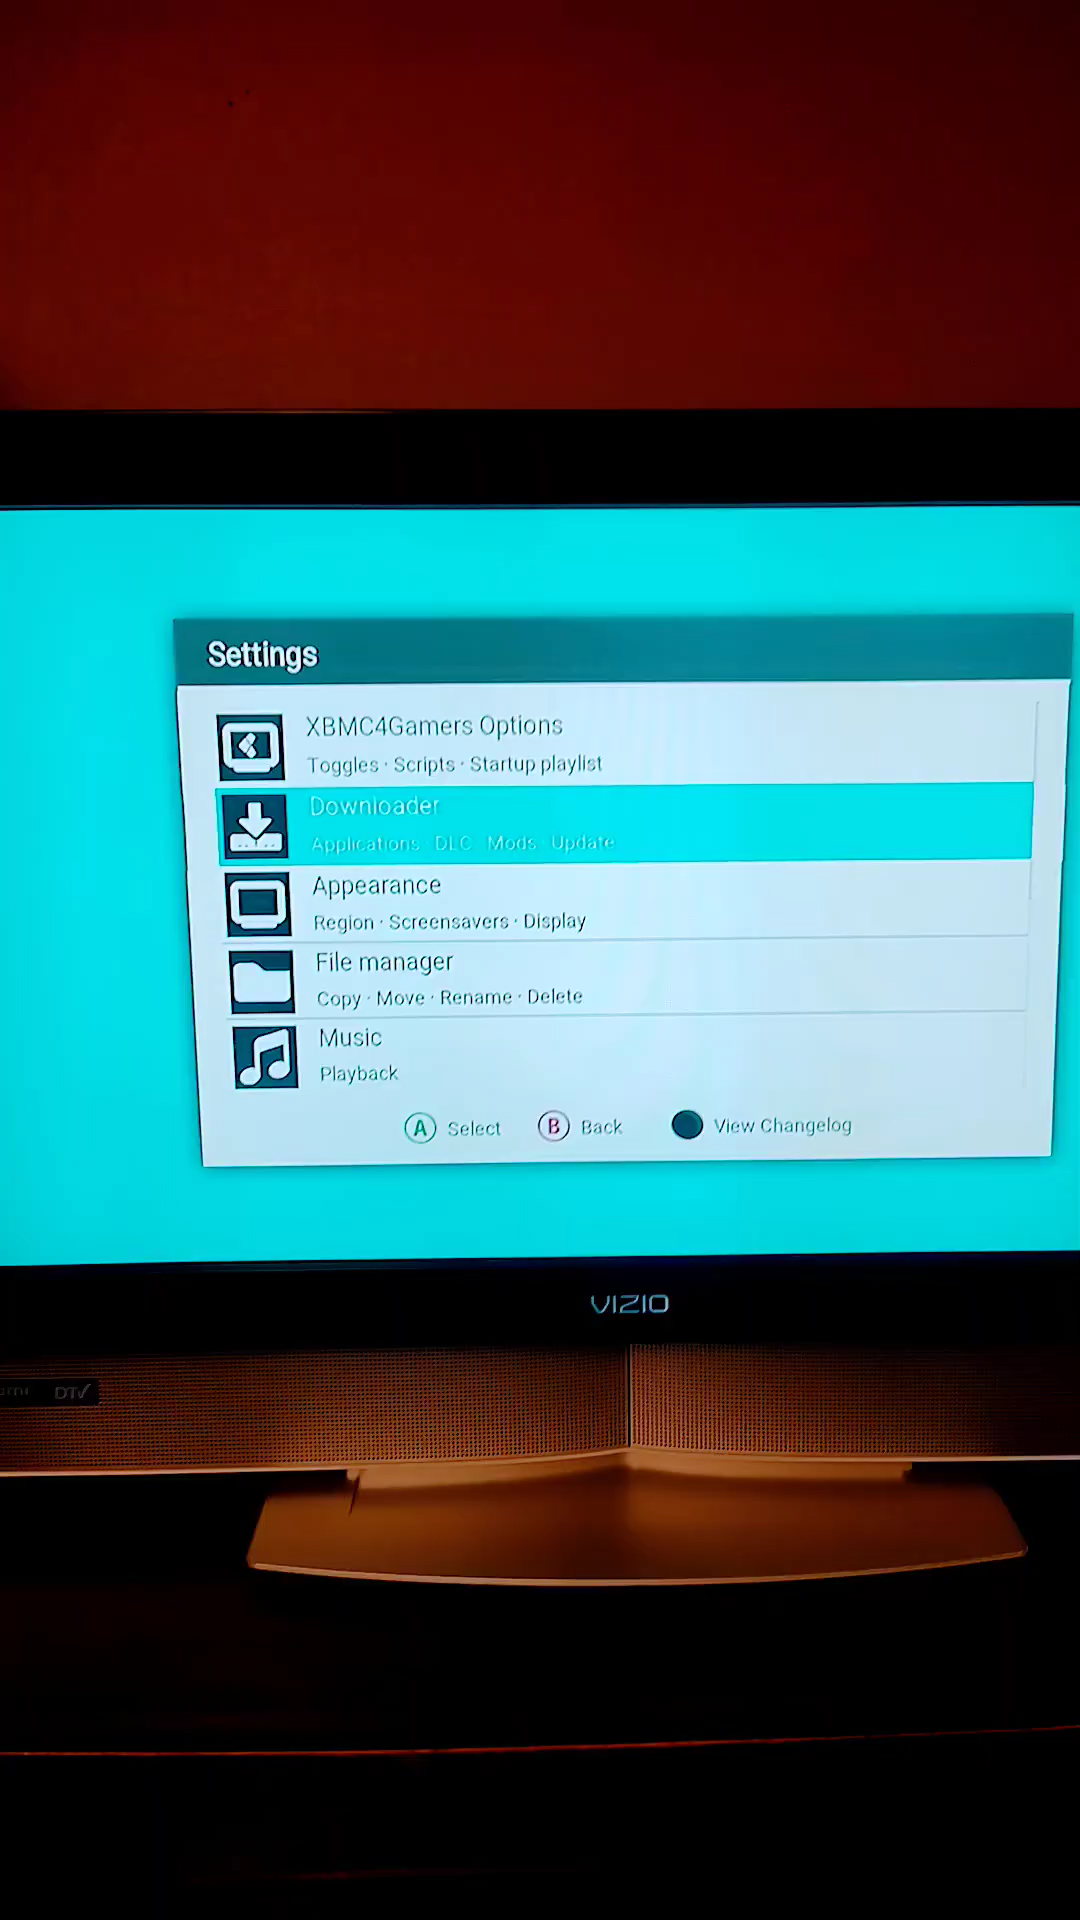 Settings
XBMC4Gamers Options
Toggles · Scripts · Startup playlist
Downloader
Applications · DLC · Mods · Update
Appearance
Region · Screensavers · Display
File manager
Copy · Move · Rename · Delete
Music
Playback
A Select B Back View Changelog
VIZIO
DTV